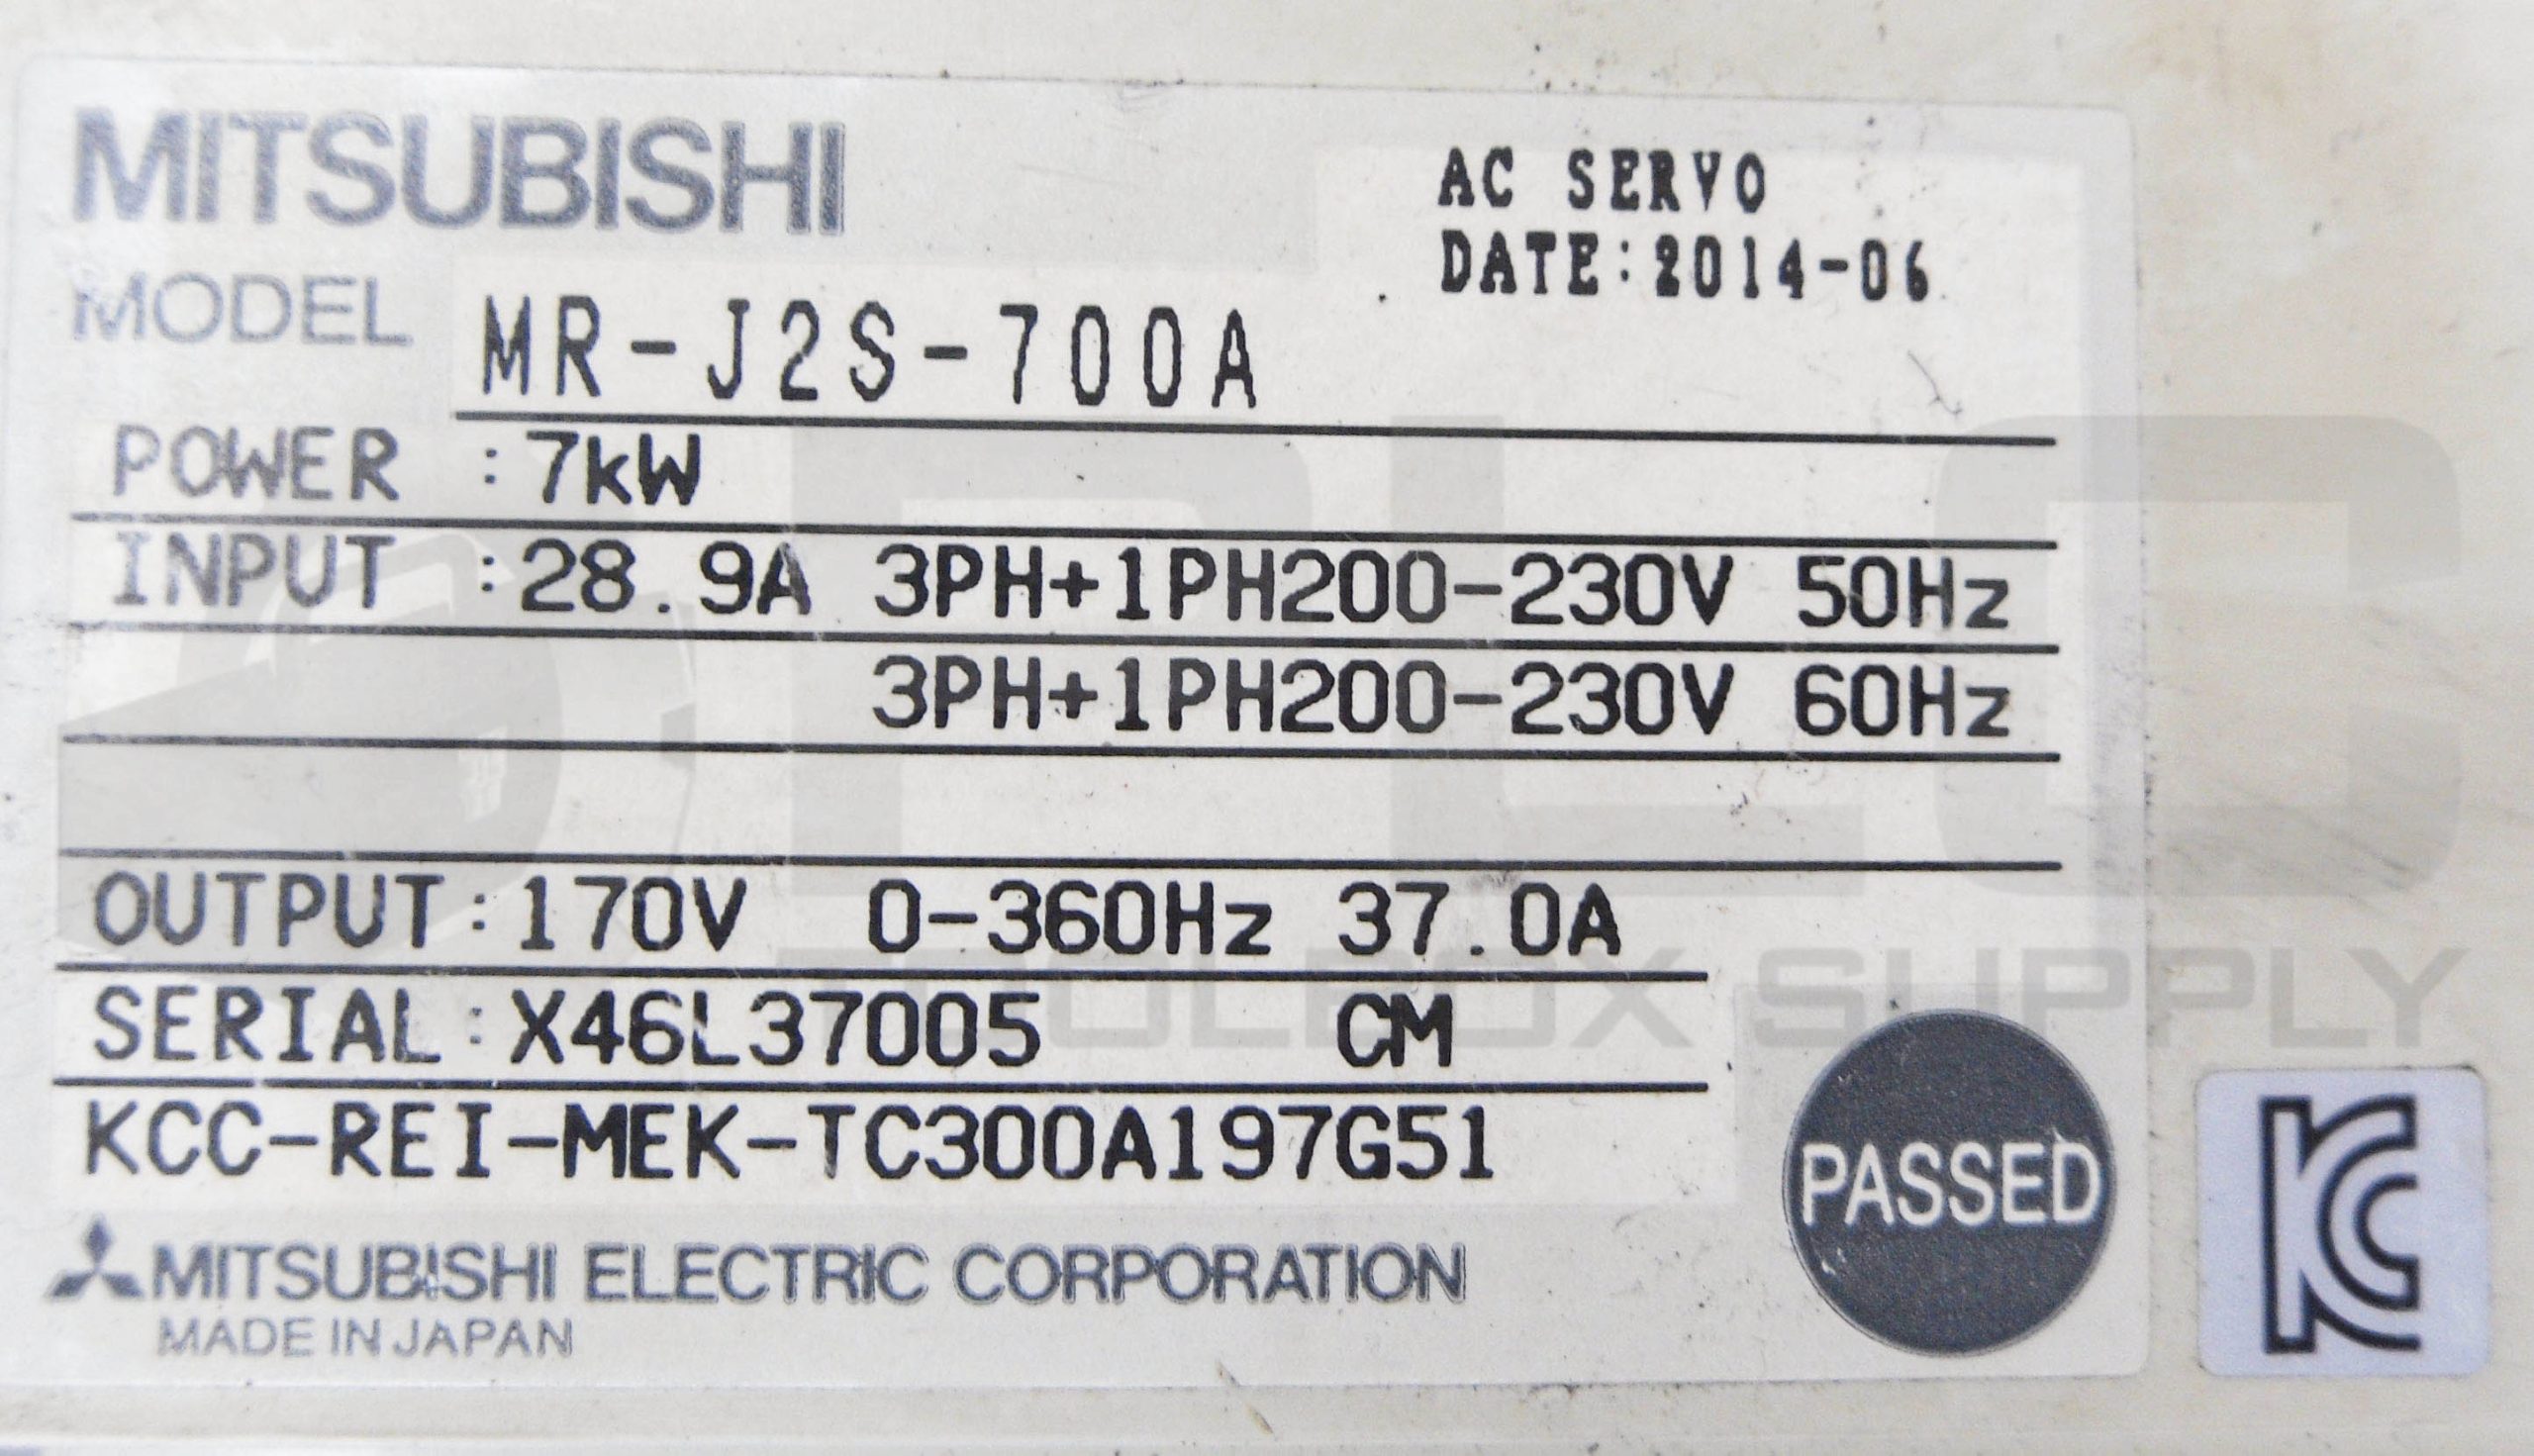 MITSUBISHI
AC SERVO
DATE:2014-06
MODEL MR-J2S-700A
POWER :7kW
INPUT :28.9A 3PH+1PH200-230V 50Hz
3PH+1PH200-230V 60Hz
OUTPUT:170V 0-360Hz 37.0A
SERIAL:X46L37005 CM
KCC-REI-MEK-TC300A197G51
PASSED
MITSUBISHI ELECTRIC CORPORATION
MADE IN JAPAN
KC
PLC
TOOLBOX SUPPLY